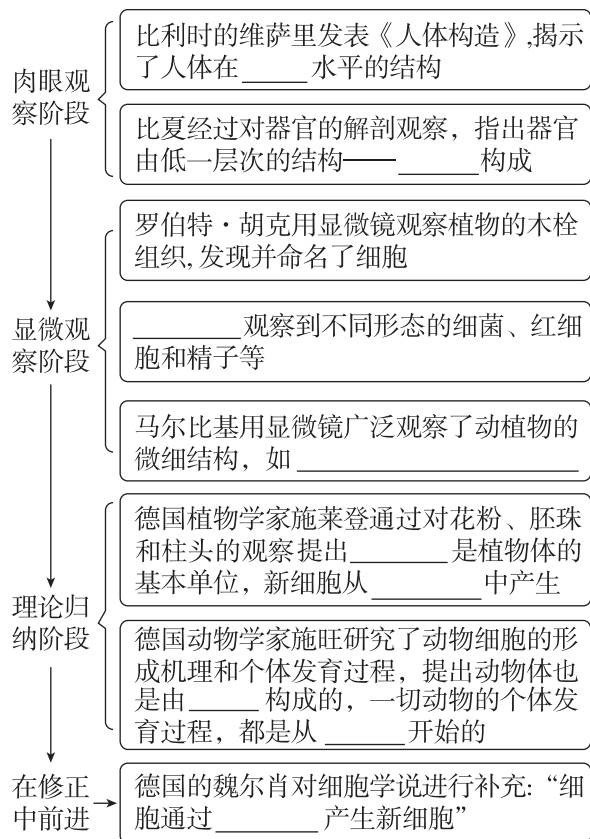 肉眼观
察阶段
比利时的维萨里发表《人体构造》,揭示
了人体在_____水平的结构
比夏经过对器官的解剖观察，指出器官
由低一层次的结构——______构成
显微观
察阶段
罗伯特·胡克用显微镜观察植物的木栓
组织,发现并命名了细胞
________观察到不同形态的细菌、红细
胞和精子等
马尔比基用显微镜广泛观察了动植物的
微细结构，如____________________
理论归
纳阶段
德国植物学家施莱登通过对花粉、胚珠
和柱头的观察提出_______是植物体的
基本单位，新细胞从________中产生
德国动物学家施旺研究了动物细胞的形
成机理和个体发育过程，提出动物体也
是由_____构成的，一切动物的个体发
育过程，都是从______开始的
在修正
中前进
德国的魏尔肖对细胞学说进行补充:“细
胞通过_______产生新细胞”